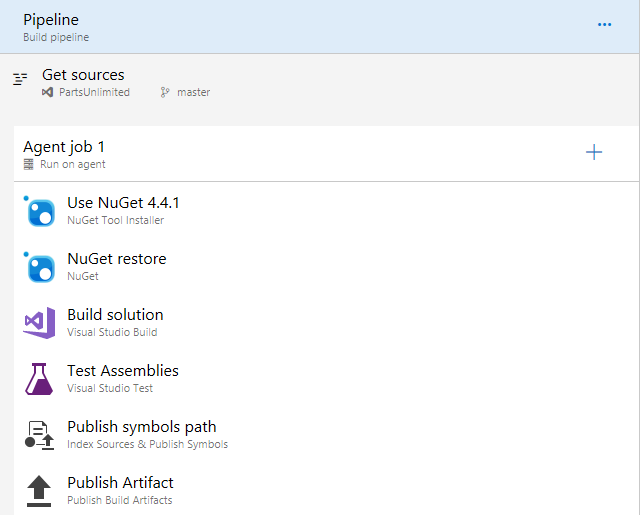 Pipeline
Build pipeline
Get sources
PartsUnlimited master
Agent job 1
Run on agent
Use NuGet 4.4.1
NuGet Tool Installer
NuGet restore
NuGet
Build solution
Visual Studio Build
Test Assemblies
Visual Studio Test
Publish symbols path
Index Sources & Publish Symbols
Publish Artifact
Publish Build Artifacts